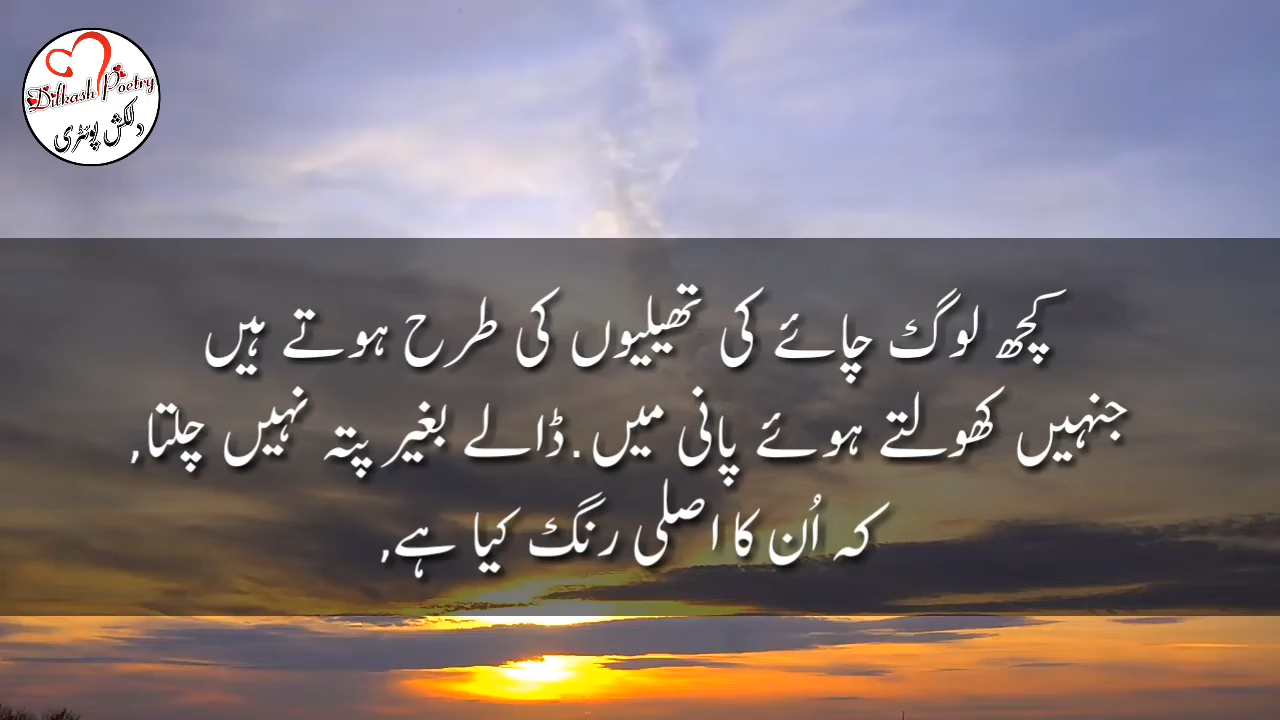 Dilkash Poetry
دلکش پوئٹری
کچھ لوگ چائے کی تھیلیوں کی طرح ہوتے ہیں
جنہیں کھولتے ہوئے پانی میں.ڈالے بغیر پتہ نہیں چلتا,
کہ اُن کا اصلی رنگ کیا ہے,